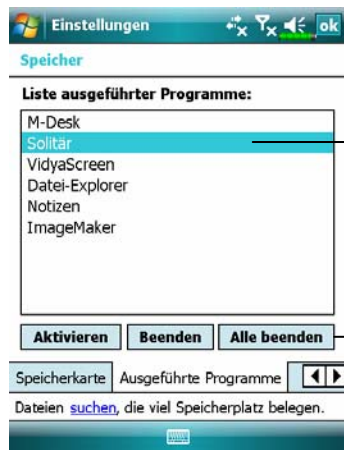 Einstellungen ok
Speicher
Liste ausgeführter Programme:
M-Desk
Solitär
VidyaScreen
Datei-Explorer
Notizen
ImageMaker
Aktivieren Beenden Alle beenden
Speicherkarte Ausgeführte Programme
Dateien suchen, die viel Speicherplatz belegen.